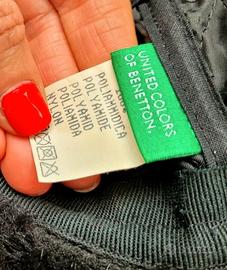 UNITED COLORS
OF BENETTON.
POLIAMMIDICA
POLYAMIDE
POLYAMID
POLIAMIDA
NYLON